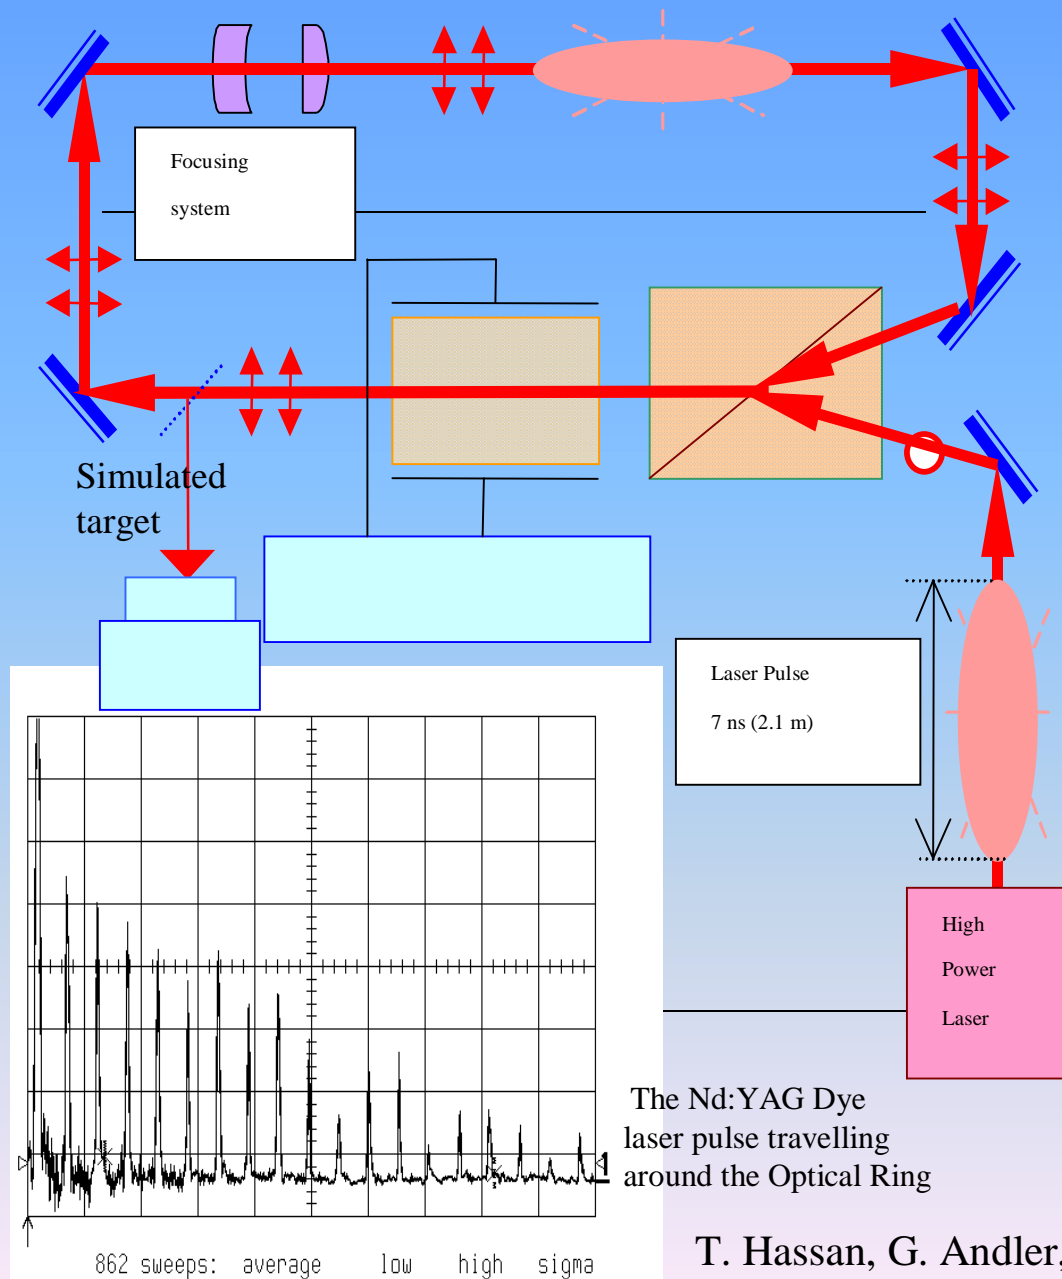 Focusing
system
Simulated
target
Laser Pulse
7 ns (2.1 m)
High
Power
Laser
The Nd:YAG Dye
laser pulse travelling
around the Optical Ring
1
862 sweeps: average low high sigma
T. Hassan, G. Andler,